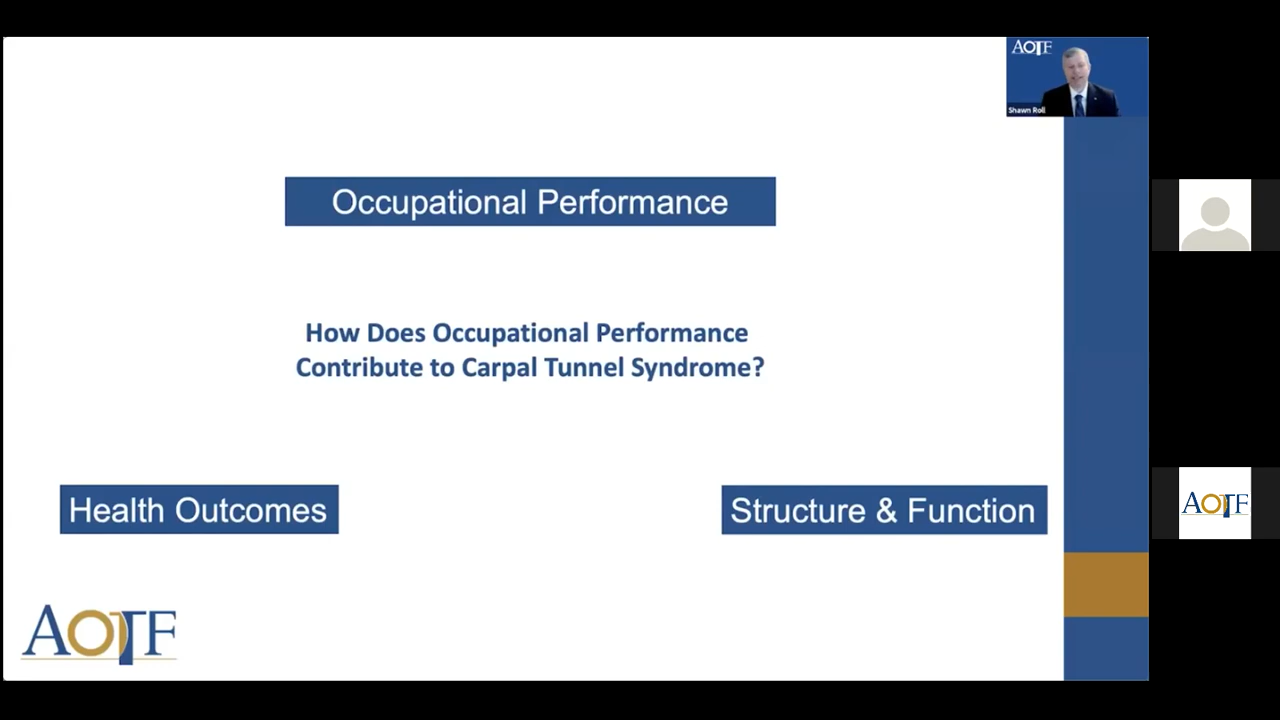 AOTF
Shawn Roll
Occupational Performance
How Does Occupational Performance
Contribute to Carpal Tunnel Syndrome?
Health Outcomes
Structure & Function
AOTF
AOTF